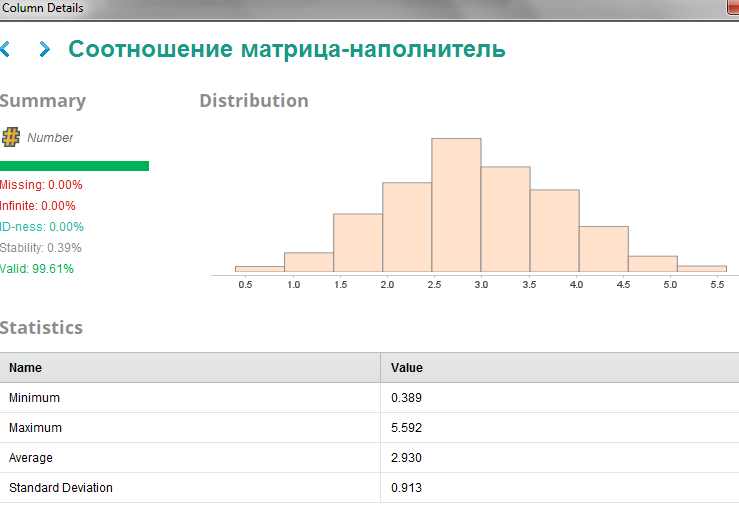 Column Details
Соотношение матрица-наполнитель
Summary
Distribution
Number
Missing: 0.00%
Infinite: 0.00%
ID-ness: 0.00%
Stability: 0.39%
Valid: 99.61%
0.5 1.0 1.5 2.0 2.5 3.0 3.5 4.0 4.5 5.0 5.5
Statistics
Name Value
Minimum 0.389
Maximum 5.592
Average 2.930
Standard Deviation 0.913